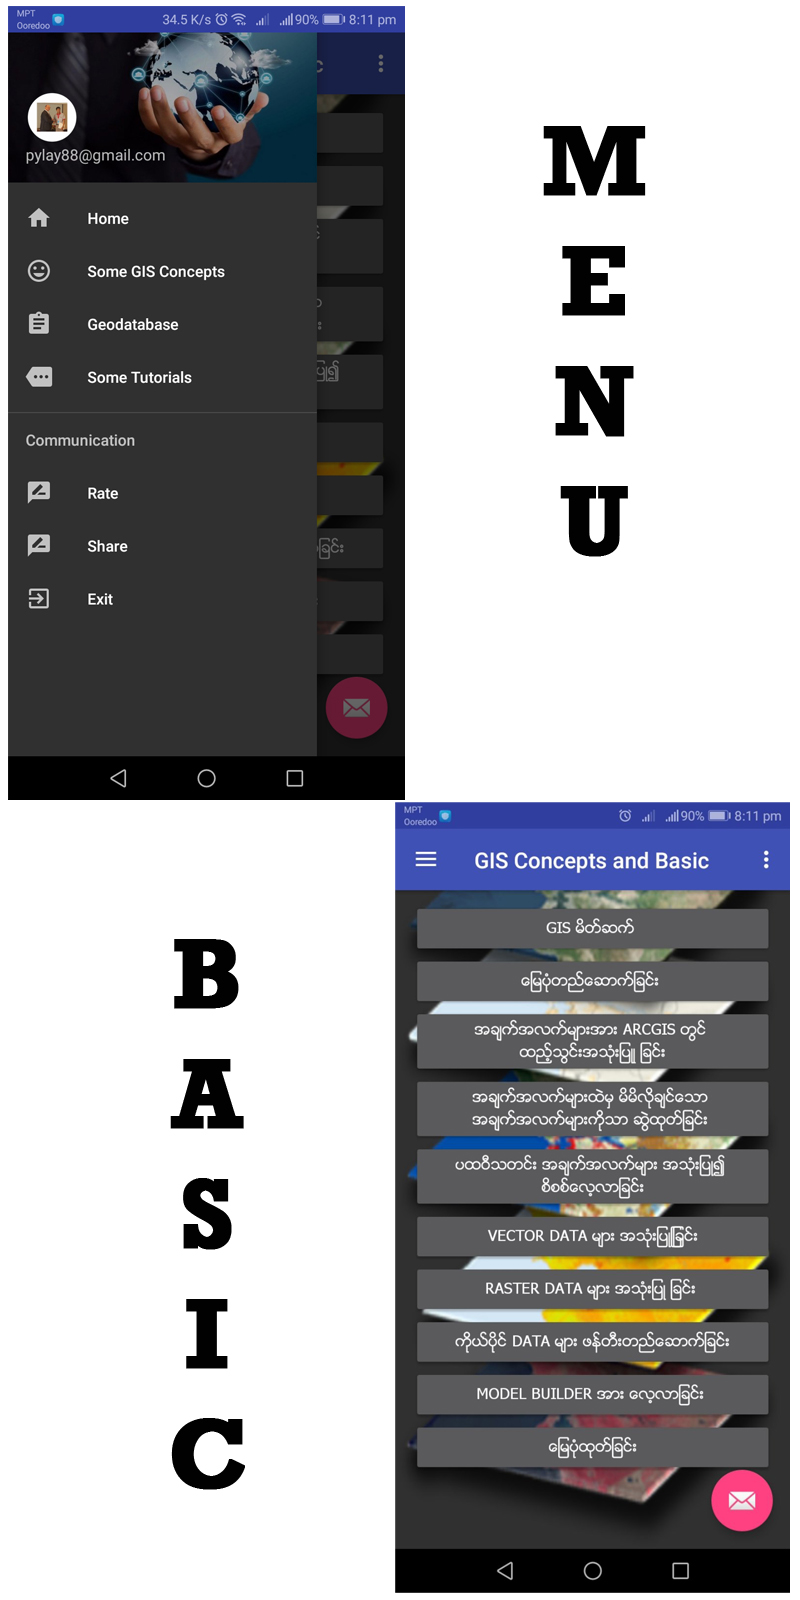 MPT
Ooredoo
34.5 K/s
90%
8:11 pm
pylay88@gmail.com
Home
Some GIS Concepts
Geodatabase
Some Tutorials
Communication
Rate
Share
Exit
M
E
N
U
B
A
S
I
C
MPT
Ooredoo
90%
8:11 pm
GIS Concepts and Basic
GIS မိတ်ဆက်
မြေပုံတည်ဆောက်ခြင်း
အချက်အလက်များအား ARCGIS တွင်
ထည့်သွင်းအသုံးပြု ခြင်း
အချက်အလက်များထဲမှ မိမိလိုချင်သော
အချက်အလက်များကိုသာ ဆွဲထုတ်ခြင်း
ပထဝီသတင်း အချက်အလက်များ အသုံးပြု၍
စိစစ်လေ့လာခြင်း
VECTOR DATA များ အသုံးပြုခြင်း
RASTER DATA များ အသုံးပြု ခြင်း
ကိုယ်ပိုင် DATA များ ဖန်တီးတည်ဆောက်ခြင်း
MODEL BUILDER အား လေ့လာခြင်း
မြေပုံထုတ်ခြင်း